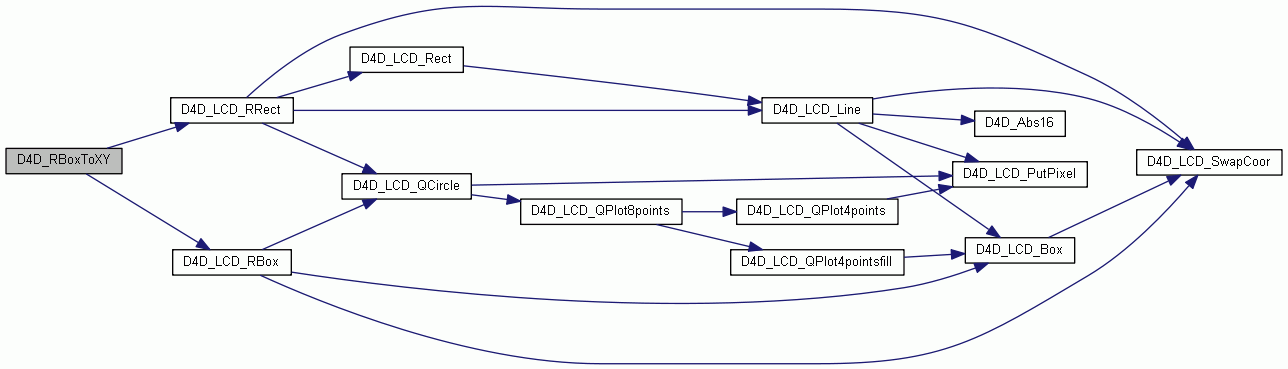 D4D_RBoxToXY
D4D_LCD_RRect
D4D_LCD_RBox
D4D_LCD_Rect
D4D_LCD_QCircle
D4D_LCD_QPlot8points
D4D_LCD_Line
D4D_LCD_QPlot4points
D4D_LCD_QPlot4pointsfill
D4D_Abs16
D4D_LCD_PutPixel
D4D_LCD_Box
D4D_LCD_SwapCoor